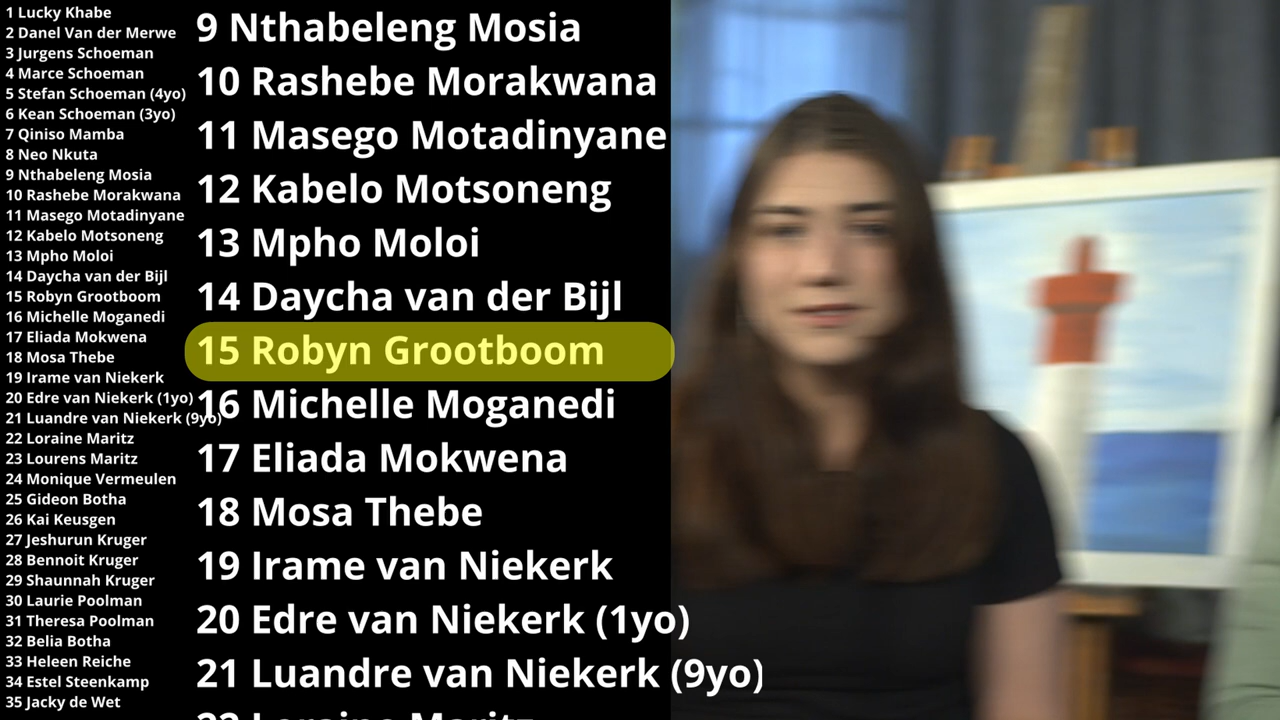 1 Lucky Khabe
2 Danel Van der Merwe
3 Jurgens Schoeman
4 Marce Schoeman
5 Stefan Schoeman (4yo)
6 Kean Schoeman (3yo)
7 Qiniso Mamba
8 Neo Nkuta
9 Nthabeleng Mosia
10 Rashebe Morakwana
11 Masego Motadinyane
12 Kabelo Motsoneng
13 Mpho Moloi
14 Daycha van der Bijl
15 Robyn Grootboom
16 Michelle Moganedi
17 Eliada Mokwena
18 Mosa Thebe
19 Irame van Niekerk
20 Edre van Niekerk (1yo)
21 Luandre van Niekerk (9yo)
22 Loraine Maritz
23 Lourens Maritz
24 Monique Vermeulen
25 Gideon Botha
26 Kai Keusgen
27 Jeshurun Kruger
28 Bennoit Kruger
29 Shaunnah Kruger
30 Laurie Poolman
31 Theresa Poolman
32 Belia Botha
33 Heleen Reiche
34 Estel Steenkamp
35 Jacky de Wet
9 Nthabeleng Mosia
10 Rashebe Morakwana
11 Masego Motadinyane
12 Kabelo Motsoneng
13 Mpho Moloi
14 Daycha van der Bijl
15 Robyn Grootboom
16 Michelle Moganedi
17 Eliada Mokwena
18 Mosa Thebe
19 Irame van Niekerk
20 Edre van Niekerk (1yo)
21 Luandre van Niekerk (9yo)
22 Loraine Maritz